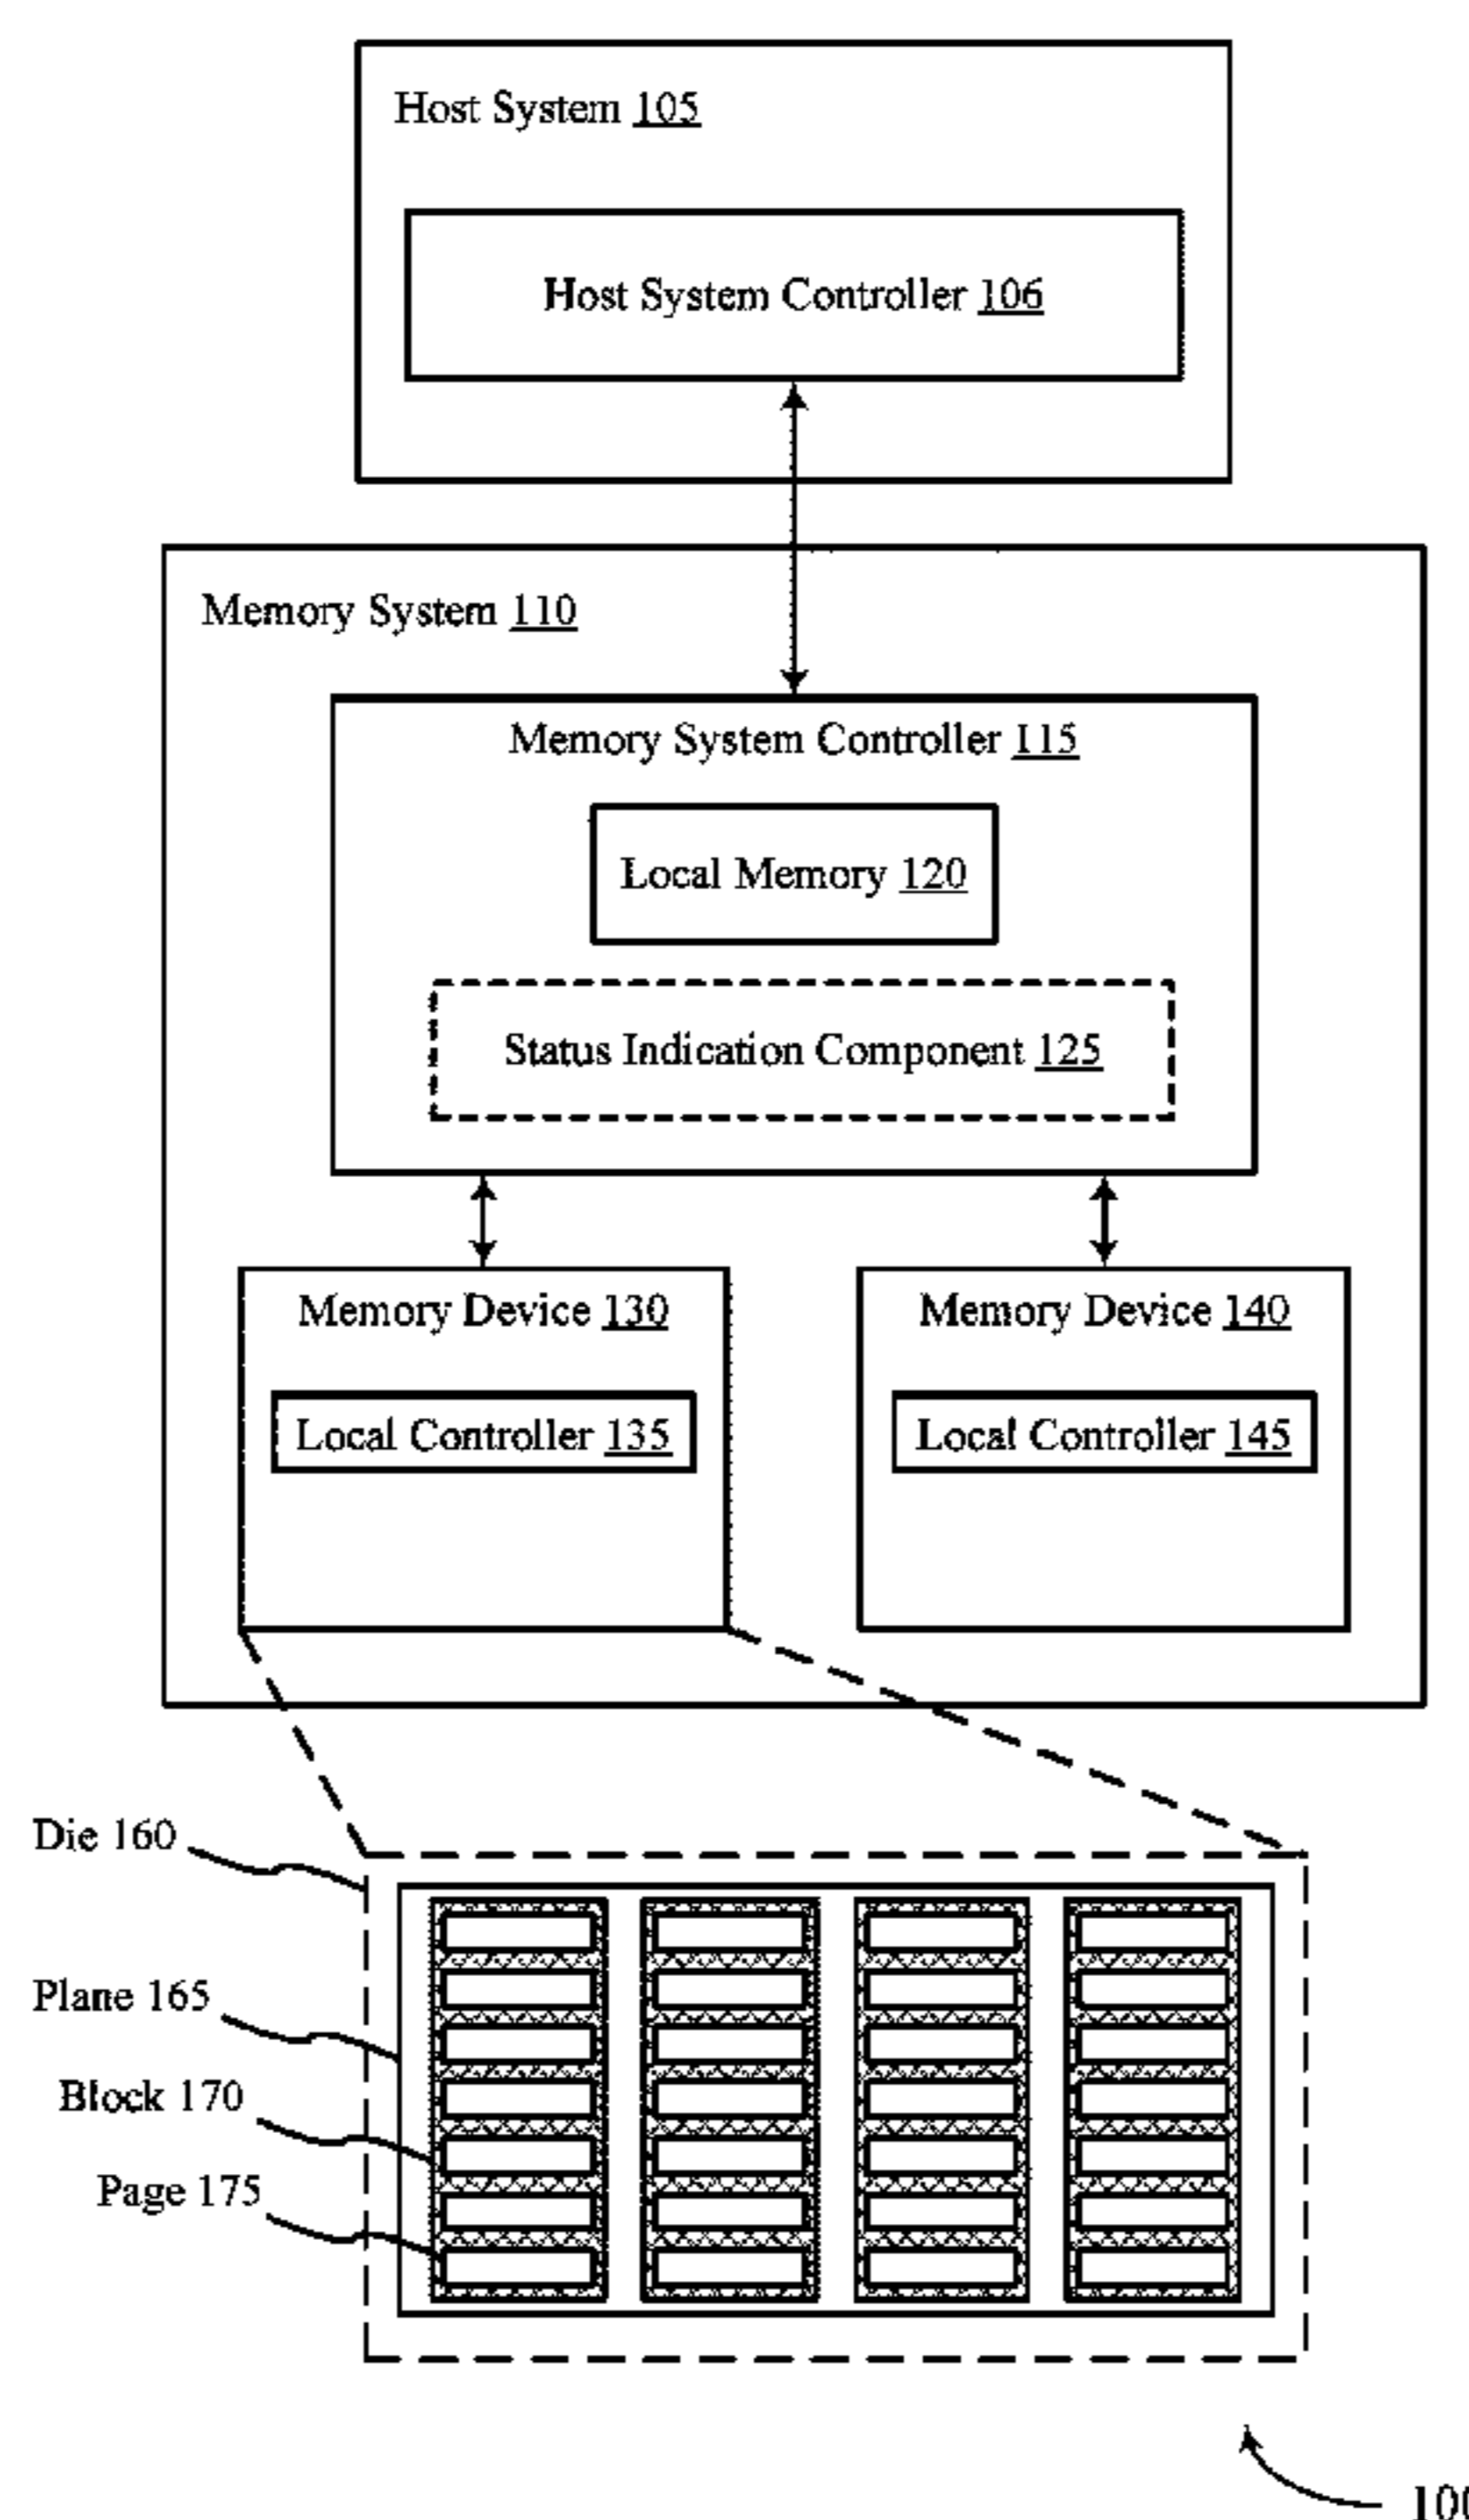 Host System 105
Host System Controller 106
Memory System 110
Memory System Controller 115
Local Memory 120
Status Indication Component 125
Memory Device 130
Memory Device 140
Local Controller 135
Local Controller 145
Die 160
Plane 165
Block 170
Page 175
100